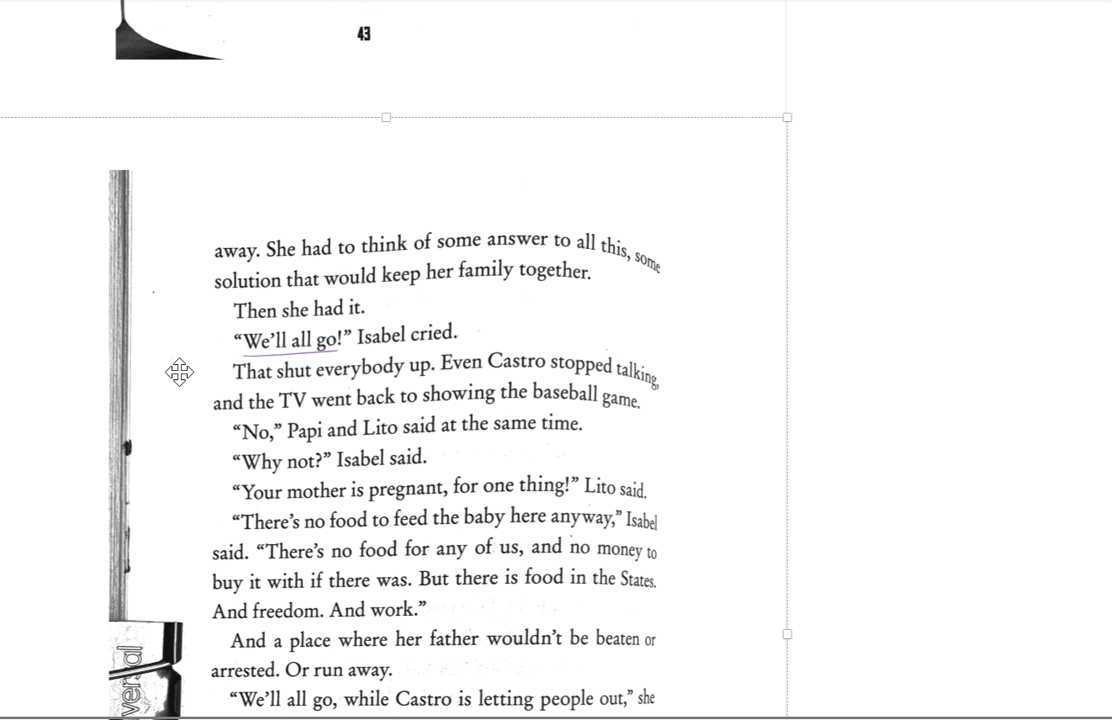 43
away. She had to think of some answer to all this, some
solution that would keep her family together.
Then she had it.
“We’ll all go!” Isabel cried.
That shut everybody up. Even Castro stopped talking,
and the TV went back to showing the baseball game.
“No,” Papi and Lito said at the same time.
“Why not?” Isabel said.
“Your mother is pregnant, for one thing!” Lito said.
“There’s no food to feed the baby here anyway,” Isabel
said. “There’s no food for any of us, and no money to
buy it with if there was. But there is food in the States.
And freedom. And work.”
And a place where her father wouldn’t be beaten or
arrested. Or run away.
“We’ll all go, while Castro is letting people out,” she